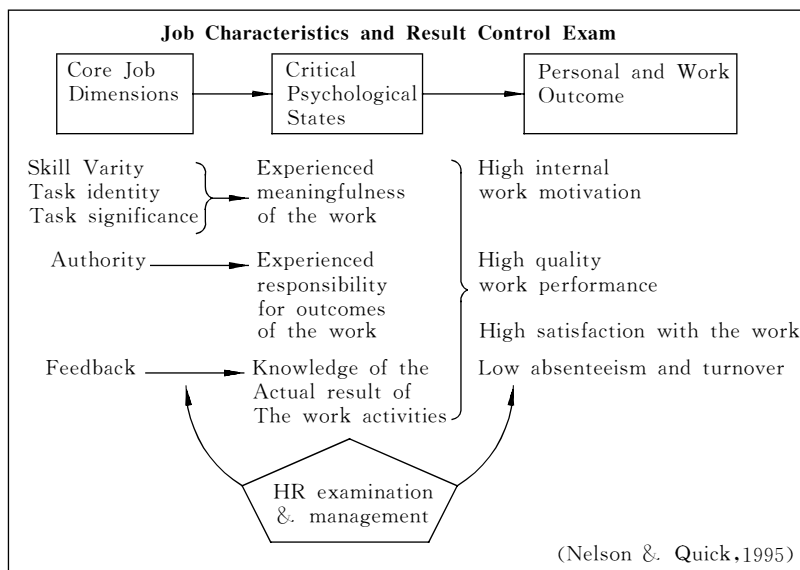 Job Characteristics and Result Control Exam
Core Job
Dimensions
Critical
Psychological
States
Personal and Work
Outcome
Skill Varity
Task identity
Task significance
Experienced
meaningfulness
of the work
High internal
work motivation
Authority
Experienced
responsibility
for outcomes
of the work
High quality
work performance
High satisfaction with the work
Feedback
Knowledge of the
Actual result of
The work activities
Low absenteeism and turnover
HR examination
& management
(Nelson & Quick,1995)